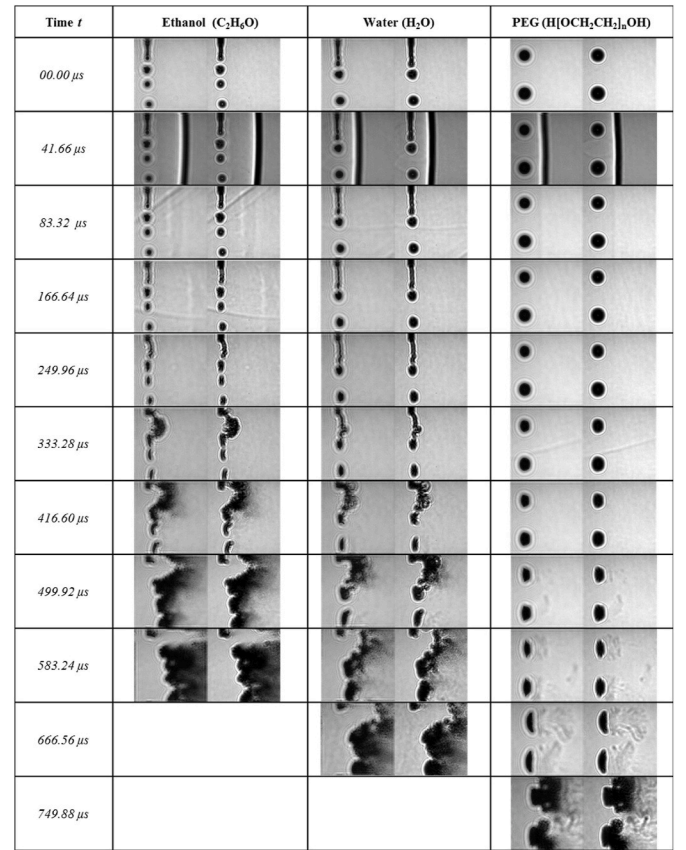 Time t Ethanol (C₂H₆O) Water (H₂O) PEG (H[OCH₂CH₂]ₙOH)
00.00 µs
41.66 µs
83.32 µs
166.64 µs
249.96 µs
333.28 µs
416.60 µs
499.92 µs
583.24 µs
666.56 µs
749.88 µs